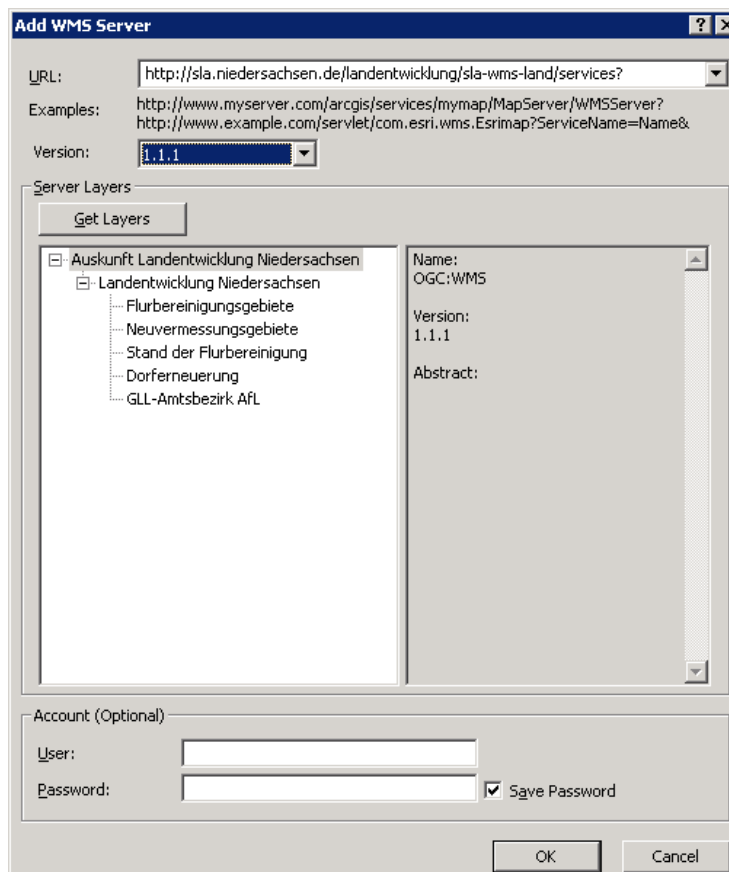 Add WMS Server
URL: http://sla.niedersachsen.de/landentwicklung/sla-wms-land/services?
Examples: http://www.myserver.com/arcgis/services/mymap/MapServer/WMSServer?
http://www.example.com/servlet/com.esri.wms.Esrimap?ServiceName=Name&
Version: 1.1.1
Server Layers
Get Layers
Auskunft Landentwicklung Niedersachsen
Landentwicklung Niedersachsen
Flurbereinigungsgebiete
Neuvermessungsgebiete
Stand der Flurbereinigung
Dorferneuerung
GLL-Amtsbezirk AfL
Name:
OGC:WMS
Version:
1.1.1
Abstract:
Account (Optional)
User:
Password:
Save Password
OK
Cancel